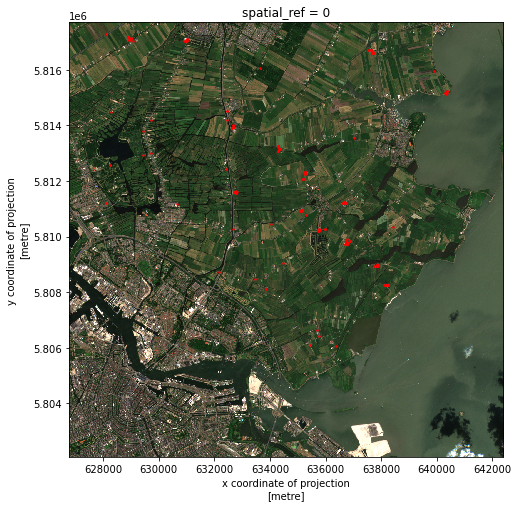 spatial_ref = 0
1e6
5.816
5.814
5.812
5.810
5.808
5.806
5.804
y coordinate of projection
[metre]
628000 630000 632000 634000 636000 638000 640000 642000
x coordinate of projection
[metre]